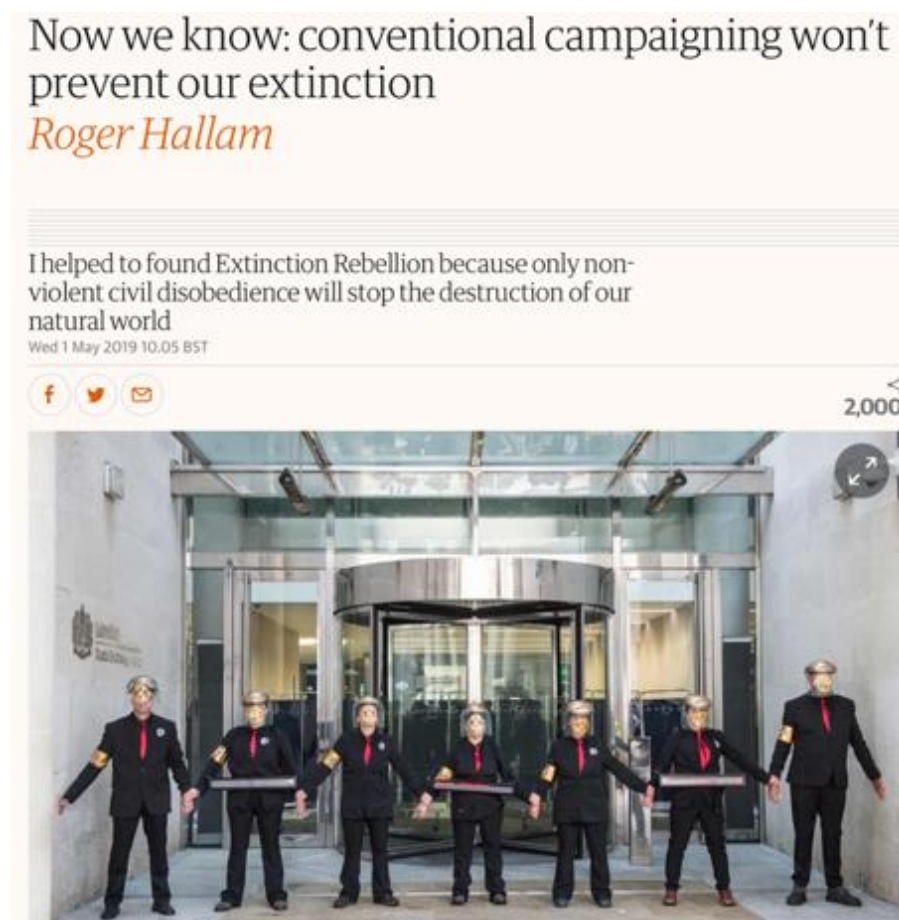 Now we know: conventional campaigning won't
prevent our extinction
Roger Hallam
I helped to found Extinction Rebellion because only non-
violent civil disobedience will stop the destruction of our
natural world
Wed 1 May 2019 10.05 BST
2,000